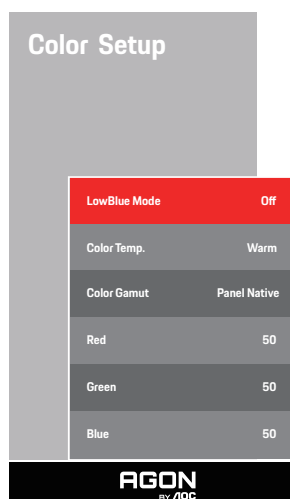 Color Setup
LowBlue Mode Off
Color Temp. Warm
Color Gamut Panel Native
Red 50
Green 50
Blue 50
AGON
BY AOC